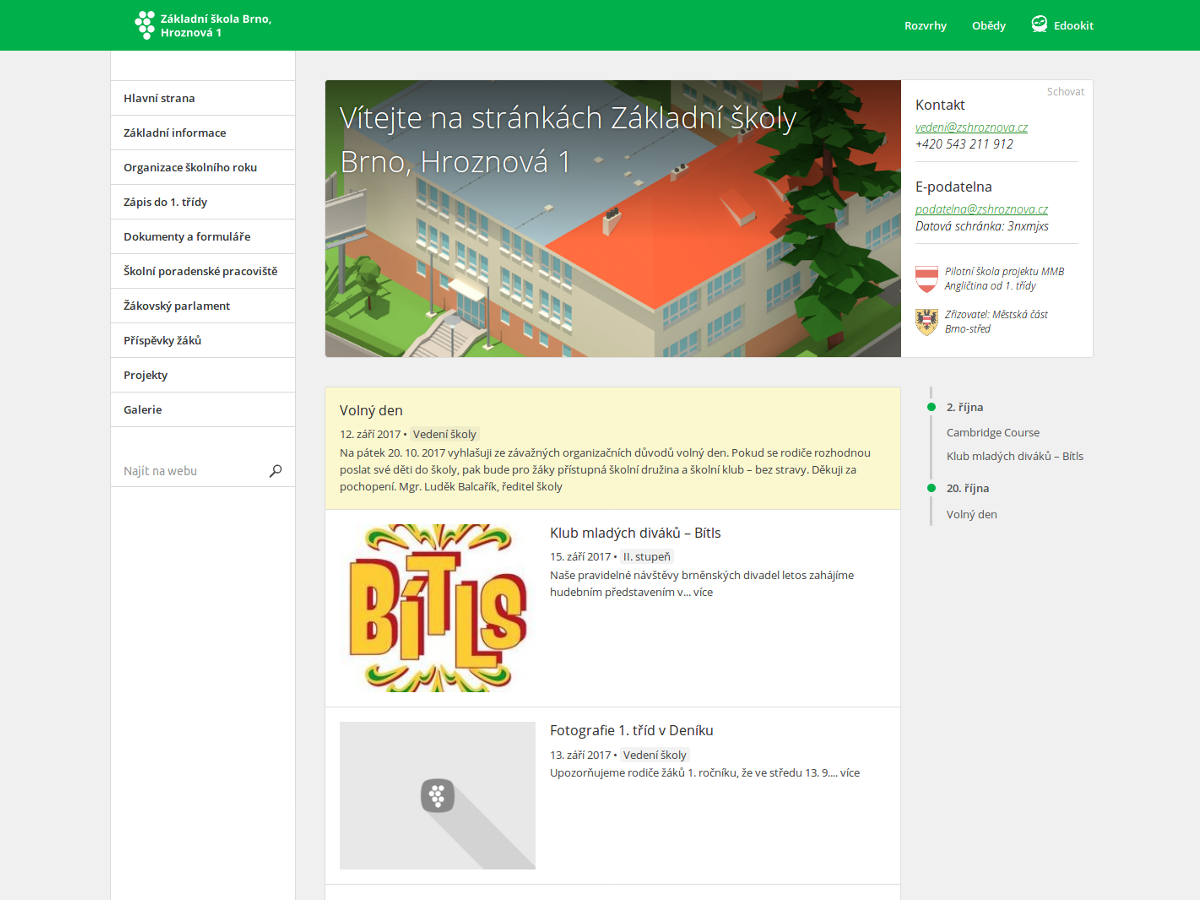 Základní škola Brno,
Hroznová 1
Rozvrhy
Obědy
Edookit
Hlavní strana
Základní informace
Organizace školního roku
Zápis do 1. třídy
Dokumenty a formuláře
Školní poradenské pracoviště
Žákovský parlament
Příspěvky žáků
Projekty
Galerie
Najít na webu
Vítejte na stránkách Základní školy
Brno, Hroznová 1
Schovat
Kontakt
vedeni@zshroznova.cz
+420 543 211 912
E-podatelna
podatelna@zshroznova.cz
Datová schránka: 3nxmjxs
Pilotní škola projektu MMB
Angličtina od 1. třídy
Zřizovatel: Městská část
Brno-střed
Volný den
12. září 2017 • Vedení školy
Na pátek 20. 10. 2017 vyhlašuji ze závažných organizačních důvodů volný den. Pokud se rodiče rozhodnou
poslat své děti do školy, pak bude pro žáky přístupná školní družina a školní klub – bez stravy. Děkuji za
pochopení. Mgr. Luděk Balcařík, ředitel školy
BÍTLS
Klub mladých diváků – Bítls
15. září 2017 • II. stupeň
Naše pravidelné návštěvy brněnských divadel letos zahájíme
hudebním představením v... více
Fotografie 1. tříd v Deníku
13. září 2017 • Vedení školy
Upozorňujeme rodiče žáků 1. ročníku, že ve středu 13. 9.... více
2. října
Cambridge Course
Klub mladých diváků – Bítls
20. října
Volný den